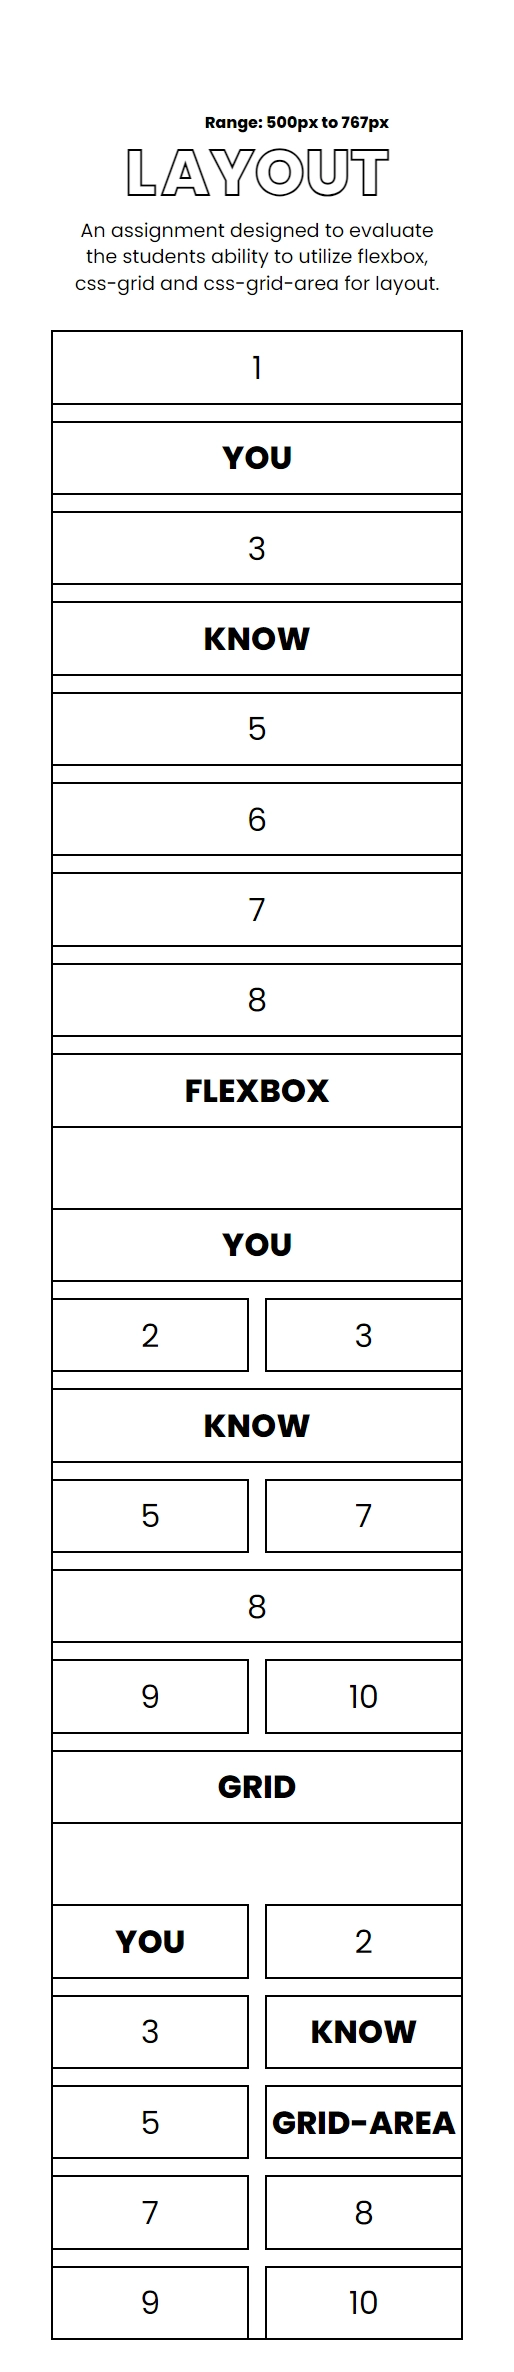 Range: 500px to 767px
LAYOUT
An assignment designed to evaluate
the students ability to utilize flexbox,
css-grid and css-grid-area for layout.
1
YOU
3
KNOW
5
6
7
8
FLEXBOX
YOU
2 3
KNOW
5 7
8
9 10
GRID
YOU 2
3 KNOW
5 GRID-AREA
7 8
9 10